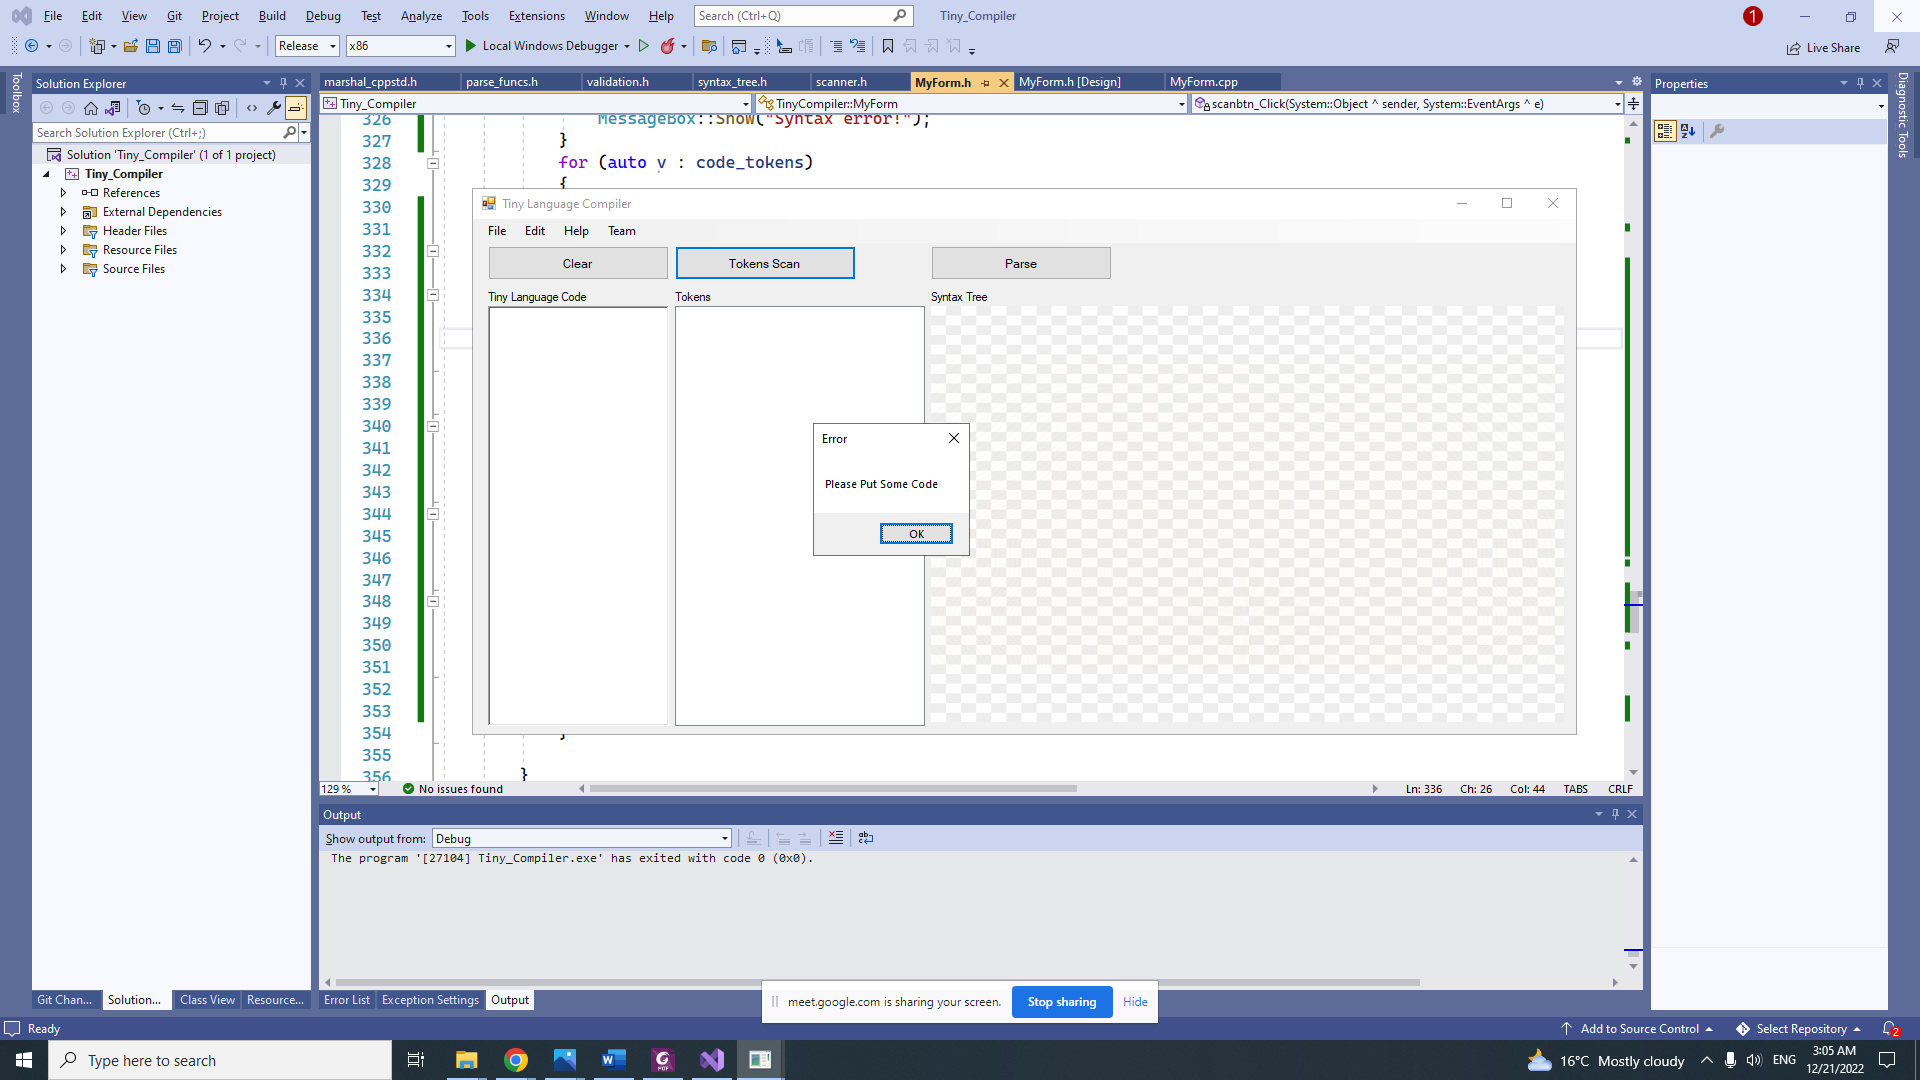 File Edit View Git Project Build Debug Test Analyze Tools Extensions Window Help Search (Ctrl+Q) Tiny_Compiler 1
Release x86 Local Windows Debugger Live Share
Toolbox
Solution Explorer
Search Solution Explorer (Ctrl+;)
Solution 'Tiny_Compiler' (1 of 1 project)
Tiny_Compiler
References
External Dependencies
Header Files
Resource Files
Source Files
Git Chan... Solution... Class View Resource...
marshal_cppstd.h parse_funcs.h validation.h syntax_tree.h scanner.h MyForm.h MyForm.h [Design] MyForm.cpp
Tiny_Compiler TinyCompiler::MyForm scanbtn_Click(System::Object ^ sender, System::EventArgs ^ e)
326 MessageBox::Show("Syntax error!");
327 }
328 for (auto v : code_tokens)
329 {
330
331
332
333
334
335
336
337
338
339
340
341
342
343
344
345
346
347
348
349
350
351
352
353
354 }
355
356 }
Tiny Language Compiler
File Edit Help Team
Clear Tokens Scan Parse
Tiny Language Code Tokens Syntax Tree
Error
Please Put Some Code
OK
129 % No issues found Ln: 336 Ch: 26 Col: 44 TABS CRLF
Output
Show output from: Debug
The program '[27104] Tiny_Compiler.exe' has exited with code 0 (0x0).
Error List Exception Settings Output
Properties
Diagnostic Tools
meet.google.com is sharing your screen. Stop sharing Hide
Ready Add to Source Control Select Repository 2
Type here to search 16°C Mostly cloudy ENG 3:05 AM
12/21/2022